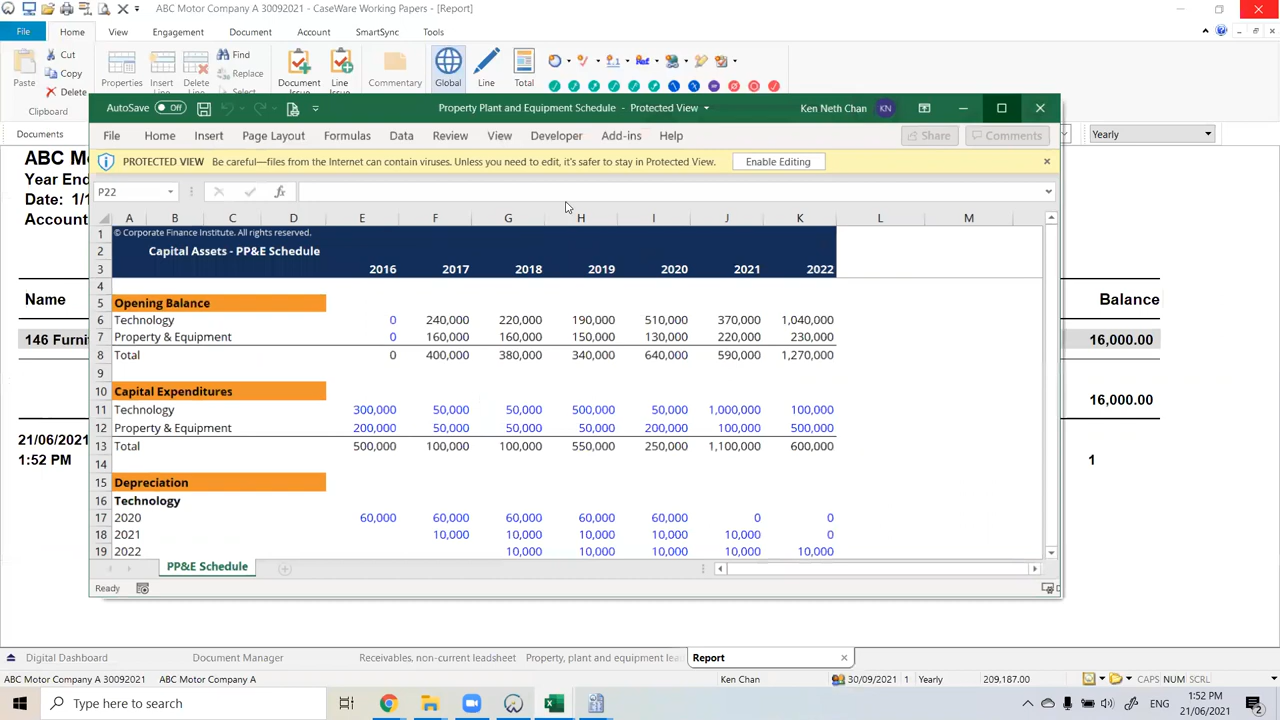 ABC Motor Company A 30092021 - CaseWare Working Papers - [Report]
File Home View Engagement Document Account SmartSync Tools
Cut Find
Copy Replace
Delete Select
Paste Properties Insert Delete Line Document Issue Line Issue Commentary Global Line Total
Clipboard
Documents Yearly
AutoSave Off Property Plant and Equipment Schedule - Protected View Ken Neth Chan KN
File Home Insert Page Layout Formulas Data Review View Developer Add-ins Help Share Comments
PROTECTED VIEW Be careful—files from the Internet can contain viruses. Unless you need to edit, it's safer to stay in Protected View. Enable Editing
P22 fx
A B C D E F G H I J K L M
1 © Corporate Finance Institute. All rights reserved.
2 Capital Assets - PP&E Schedule
3 2016 2017 2018 2019 2020 2021 2022
4
5 Opening Balance
6 Technology 0 240,000 220,000 190,000 510,000 370,000 1,040,000
7 Property & Equipment 0 160,000 160,000 150,000 130,000 220,000 230,000
8 Total 0 400,000 380,000 340,000 640,000 590,000 1,270,000
9
10 Capital Expenditures
11 Technology 300,000 50,000 50,000 500,000 50,000 1,000,000 100,000
12 Property & Equipment 200,000 50,000 50,000 50,000 200,000 100,000 500,000
13 Total 500,000 100,000 100,000 550,000 250,000 1,100,000 600,000
14
15 Depreciation
16 Technology
17 2020 60,000 60,000 60,000 60,000 60,000 0 0
18 2021 10,000 10,000 10,000 10,000 10,000 0
19 2022 10,000 10,000 10,000 10,000 10,000
PP&E Schedule
Ready
ABC M
Year End
Date: 1/1
Account
Name Balance
146 Furni 16,000.00
16,000.00
21/06/2021
1:52 PM 1
Digital Dashboard Document Manager Receivables, non-current leadsheet Property, plant and equipment lea Report
ABC Motor Company A 30092021 ABC Motor Company A Ken Chan 30/09/2021 1 Yearly 209.187.00 CAPS NUM SCRL
Type here to search ENG 1:52 PM
21/06/2021 2